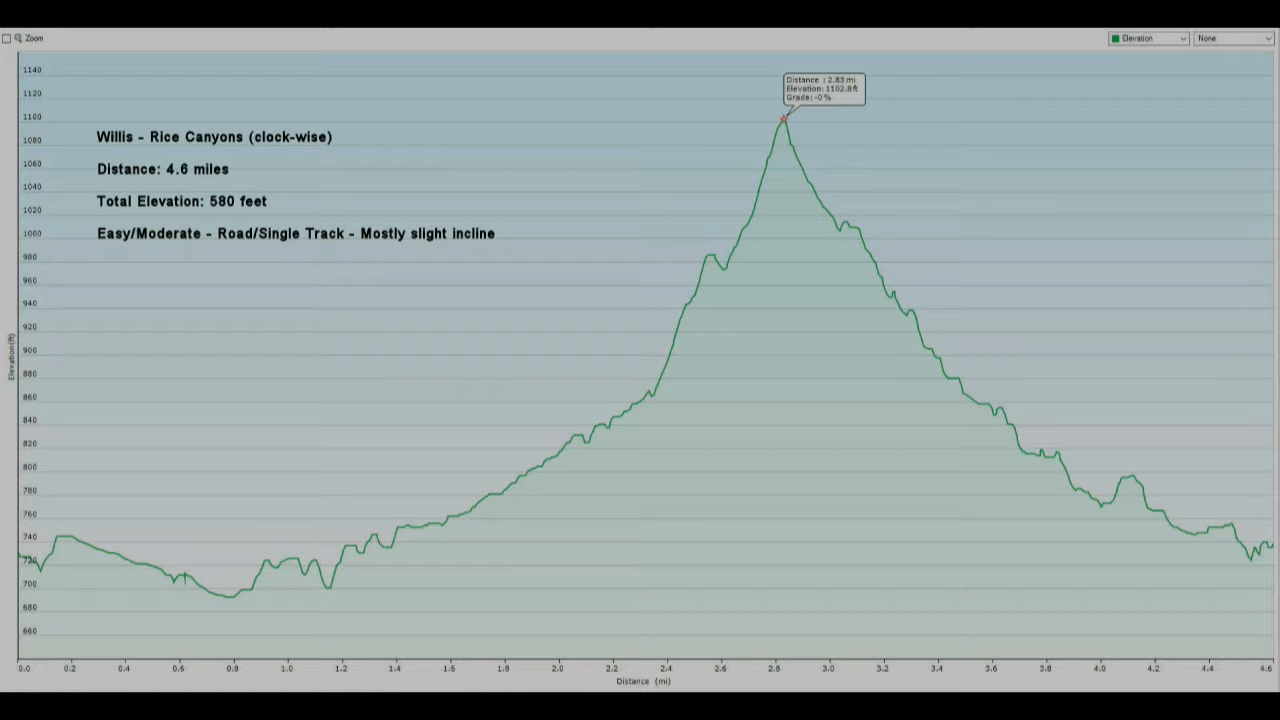 Zoom
Elevation
None
1140
1120
1100
1080
1060
1040
1020
1000
980
960
940
920
900
880
860
840
820
800
780
760
740
720
700
680
660
Elevation(ft)
Distance : 2.83 mi
Elevation: 1102.8ft
Grade: -0%
Willis - Rice Canyons (clock-wise)
Distance: 4.6 miles
Total Elevation: 580 feet
Easy/Moderate - Road/Single Track - Mostly slight incline
0.0 0.2 0.4 0.6 0.8 1.0 1.2 1.4 1.6 1.8 2.0 2.2 2.4 2.6 2.8 3.0 3.2 3.4 3.6 3.8 4.0 4.2 4.4 4.6
Distance (mi)